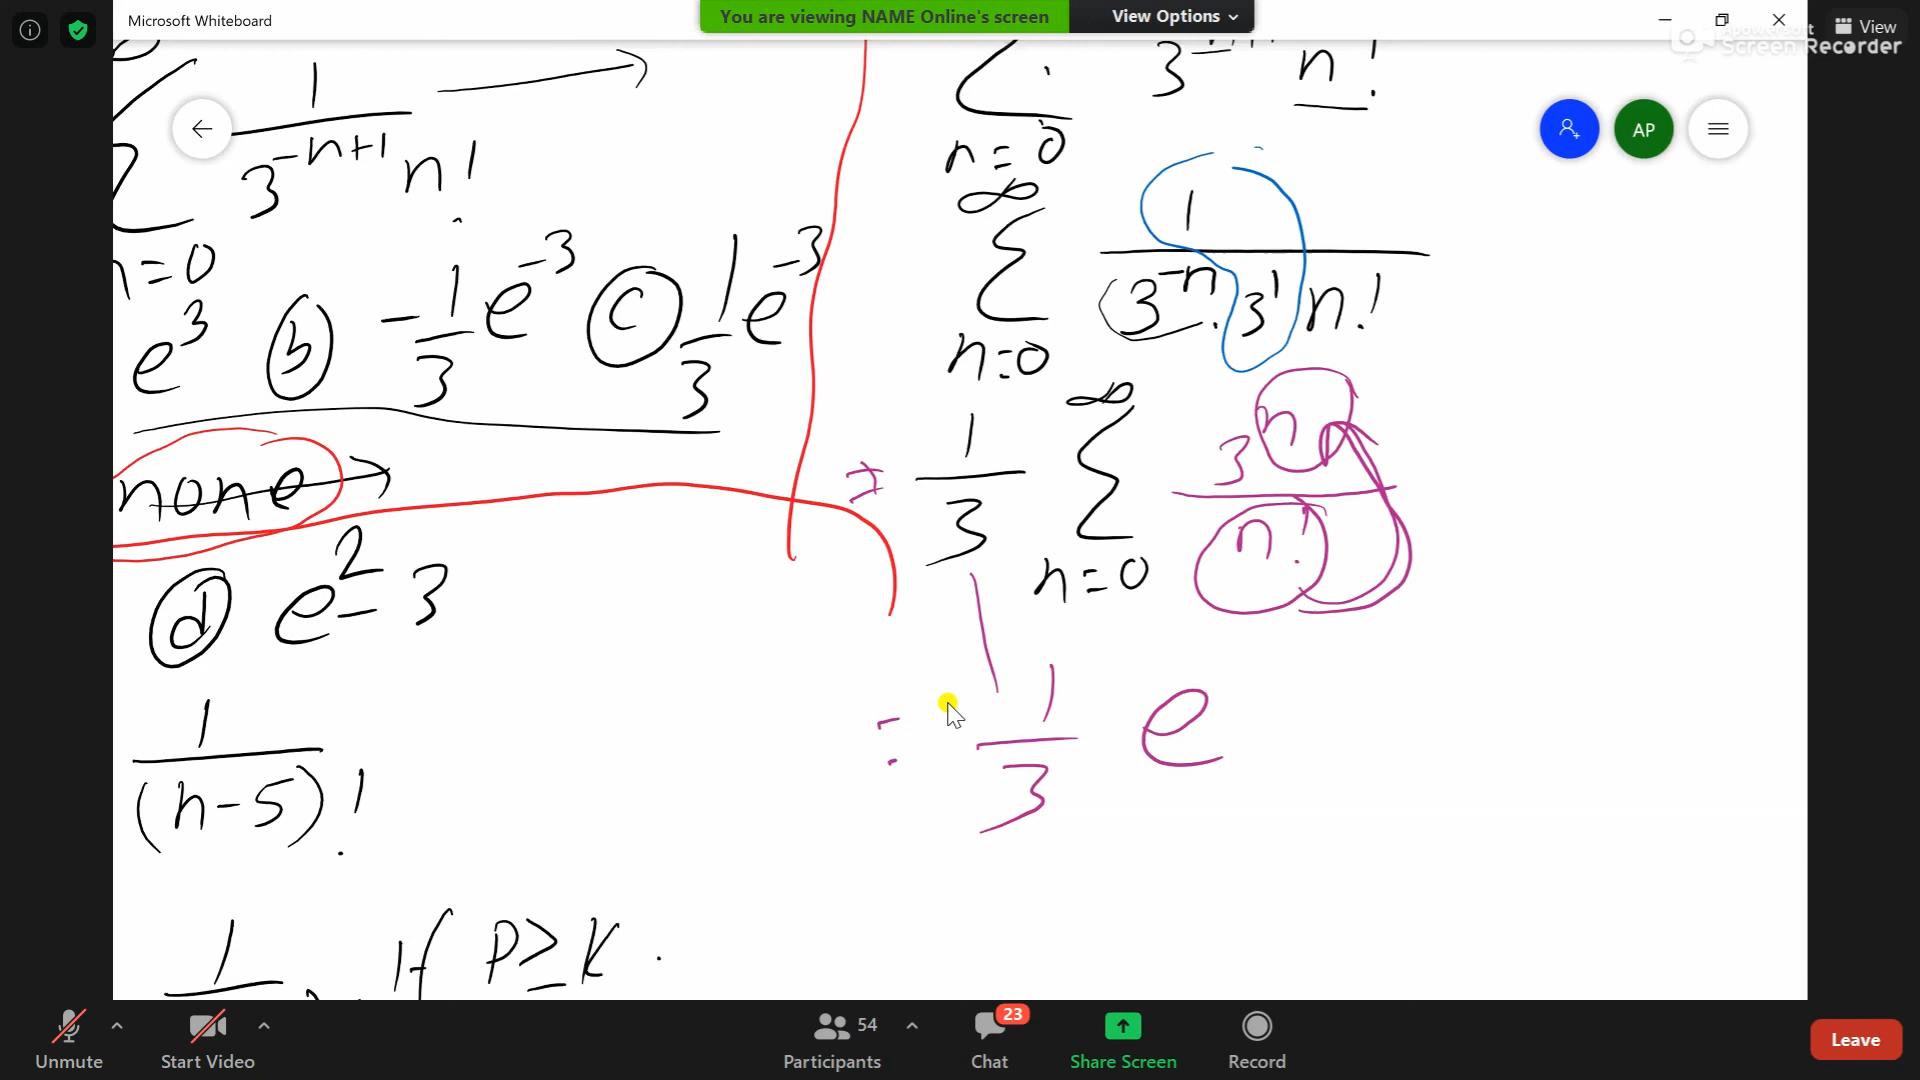 Microsoft Whiteboard
You are viewing NAME Online's screen
View Options
View
Apowersoft
Screen Recorder
AP
1
3^{-n+1} n!
n=0
e^3 (b) -1/3 e^{-3} (c) 1/3 e^{-3}
none →
(d) e^2 - 3
1
(n-5)!
1
If P ≥ K .
3^{-n+1} n!
n=0
∞
Σ 1/(3^{-n} · 3^1 n!)
n=0
= 1/3 Σ 3^n / n!
∞
n=0
= 1/3 e
Unmute
Start Video
54
Participants
23
Chat
Share Screen
Record
Leave